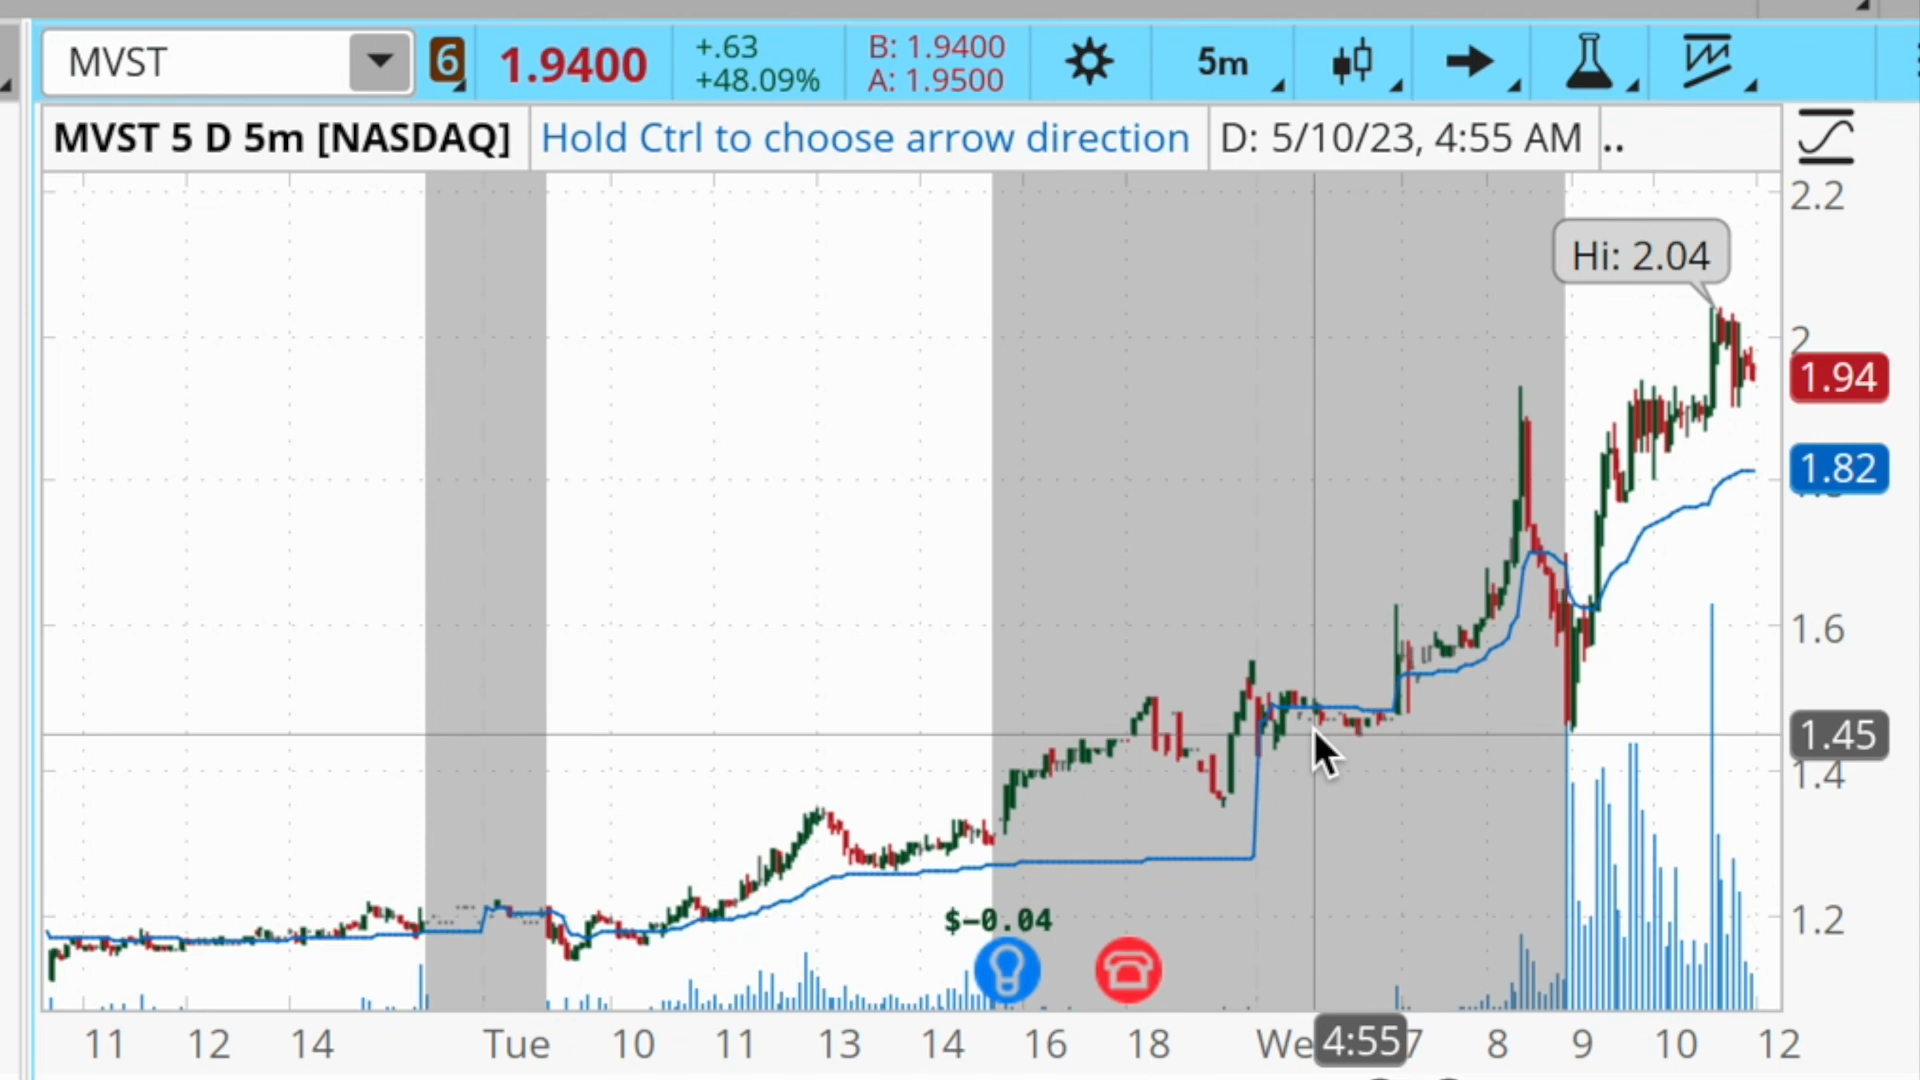 MVST 6 1.9400 +.63 B: 1.9400 5m
+48.09% A: 1.9500
MVST 5 D 5m [NASDAQ] Hold Ctrl to choose arrow direction D: 5/10/23, 4:55 AM ..
2.2
Hi: 2.04
2
1.94
1.82
1.6
1.45
1.4
1.2
$-0.04
11 12 14 Tue 10 11 13 14 16 18 We 4:55 7 8 9 10 12